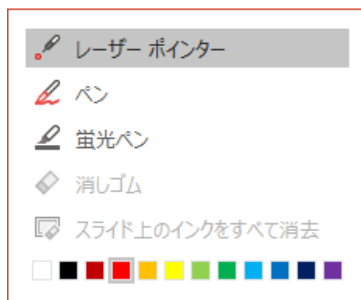 レーザー ポインター
ペン
蛍光ペン
消しゴム
スライド上のインクをすべて消去